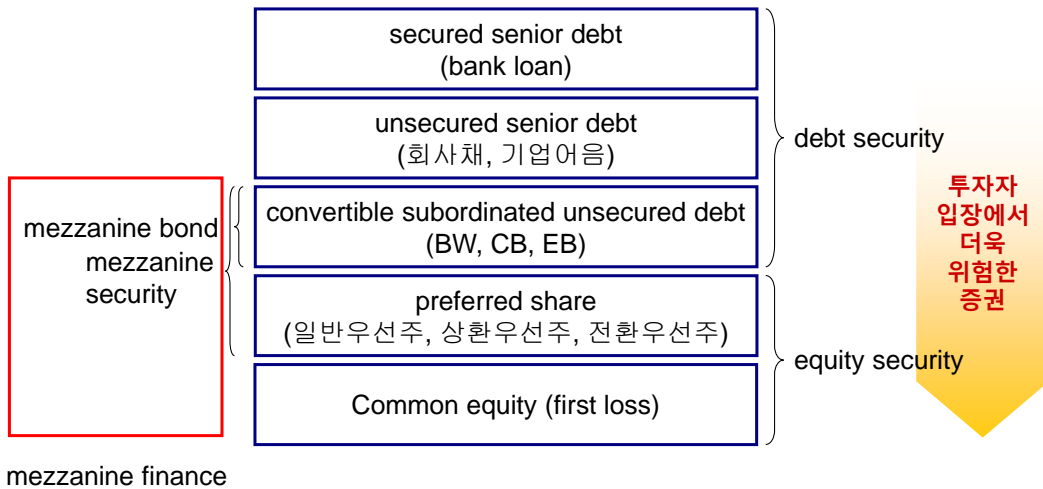 secured senior debt
(bank loan)
unsecured senior debt
(회사채, 기업어음)
debt security
convertible subordinated unsecured debt
(BW, CB, EB)
mezzanine bond
mezzanine
security
preferred share
(일반우선주, 상환우선주, 전환우선주)
equity security
Common equity (first loss)
mezzanine finance
투자자
입장에서
더욱
위험한
증권